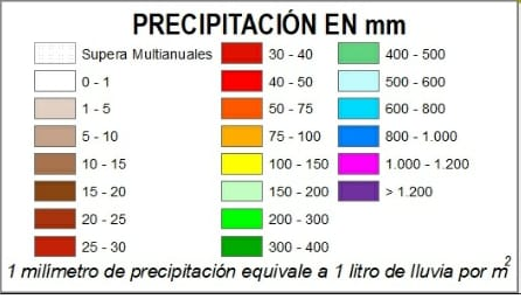 PRECIPITACIÓN EN mm
Supera Multianuales
0 - 1
1 - 5
5 - 10
10 - 15
15 - 20
20 - 25
25 - 30
30 - 40
40 - 50
50 - 75
75 - 100
100 - 150
150 - 200
200 - 300
300 - 400
400 - 500
500 - 600
600 - 800
800 - 1.000
1.000 - 1.200
> 1.200
1 milímetro de precipitación equivale a 1 litro de lluvia por m²